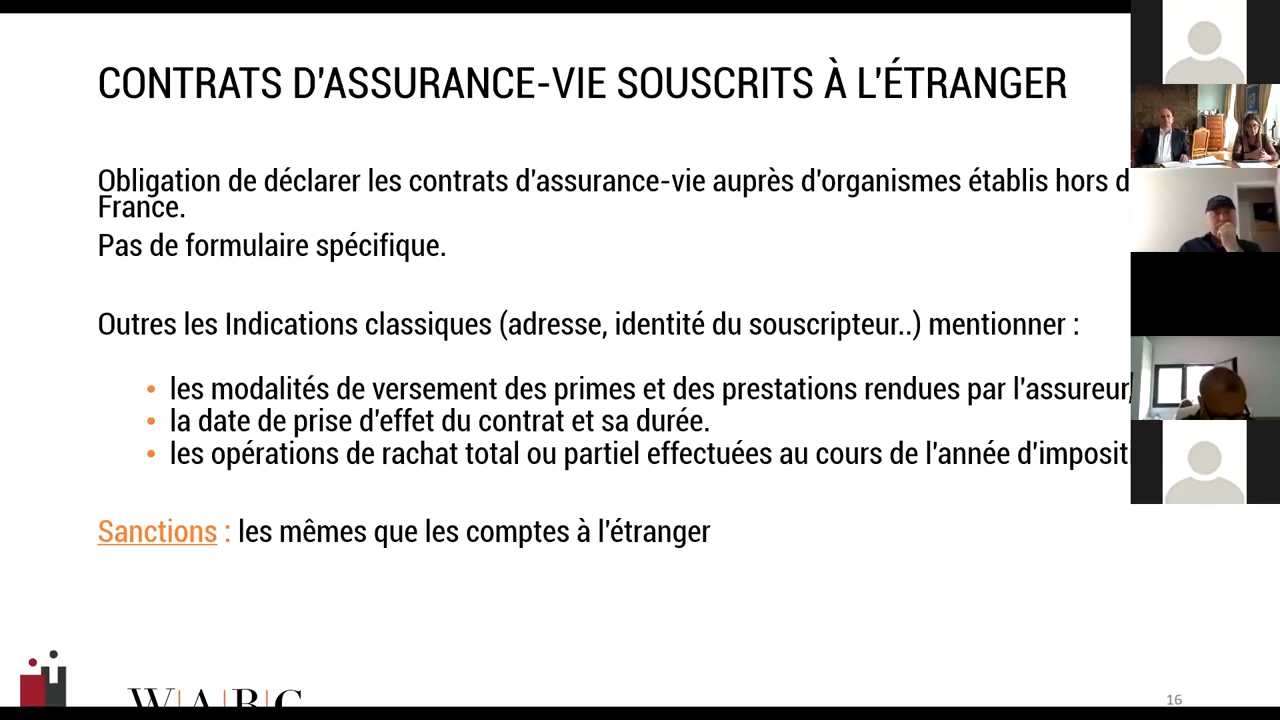 CONTRATS D'ASSURANCE-VIE SOUSCRITS À L'ÉTRANGER
Obligation de déclarer les contrats d'assurance-vie auprès d'organismes établis hors d
France.
Pas de formulaire spécifique.
Outres les Indications classiques (adresse, identité du souscripteur..) mentionner :
• les modalités de versement des primes et des prestations rendues par l'assureur,
• la date de prise d'effet du contrat et sa durée.
• les opérations de rachat total ou partiel effectuées au cours de l'année d'imposit
Sanctions : les mêmes que les comptes à l'étranger
W|A|B|C
16